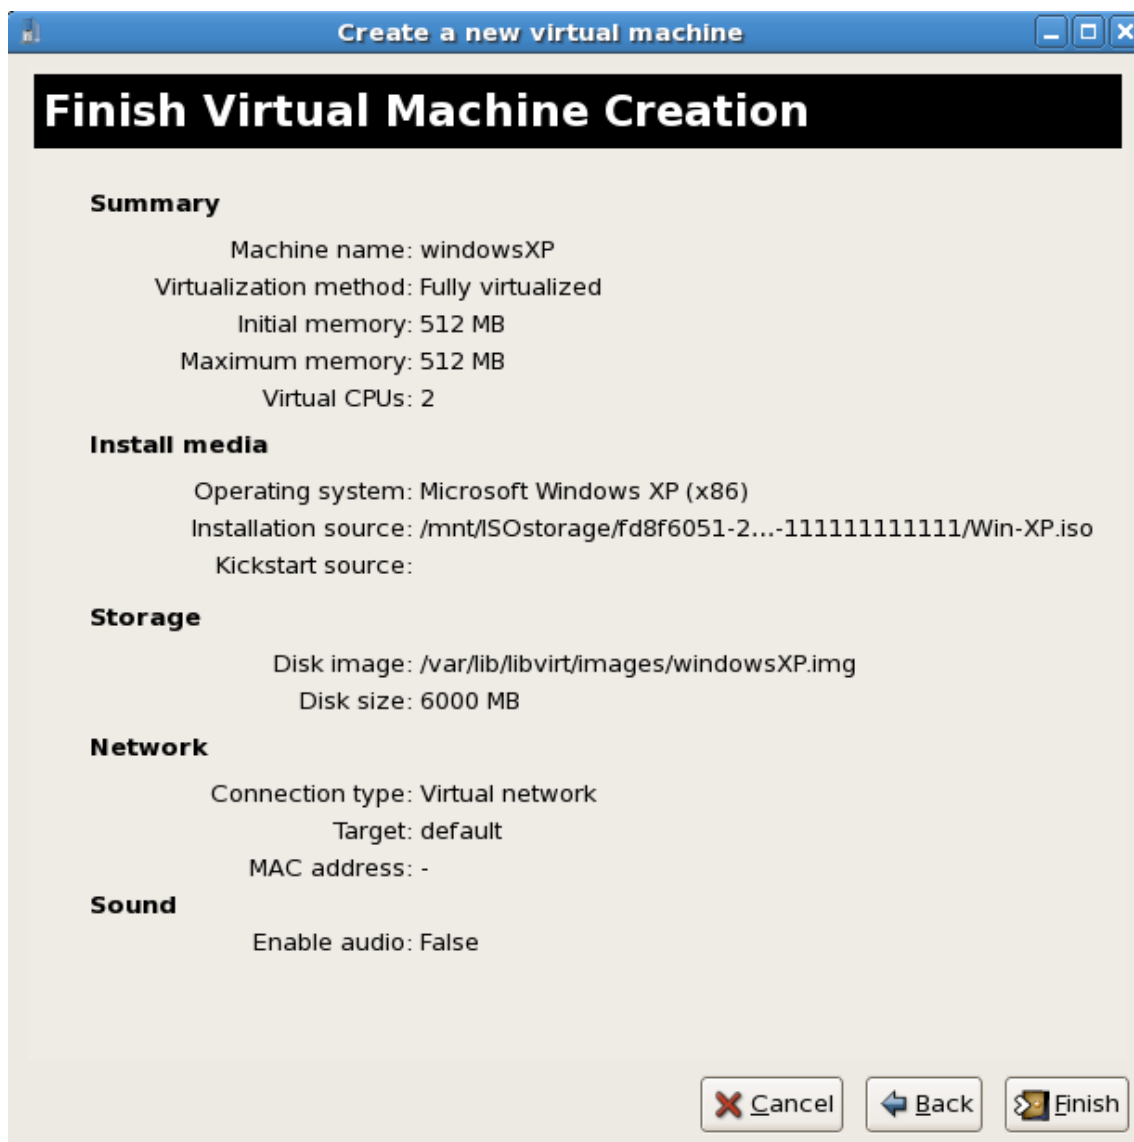 Create a new virtual machine
Finish Virtual Machine Creation
Summary
Machine name: windowsXP
Virtualization method: Fully virtualized
Initial memory: 512 MB
Maximum memory: 512 MB
Virtual CPUs: 2
Install media
Operating system: Microsoft Windows XP (x86)
Installation source: /mnt/ISOstorage/fd8f6051-2...-111111111111/Win-XP.iso
Kickstart source:
Storage
Disk image: /var/lib/libvirt/images/windowsXP.img
Disk size: 6000 MB
Network
Connection type: Virtual network
Target: default
MAC address: -
Sound
Enable audio: False
Cancel Back Finish